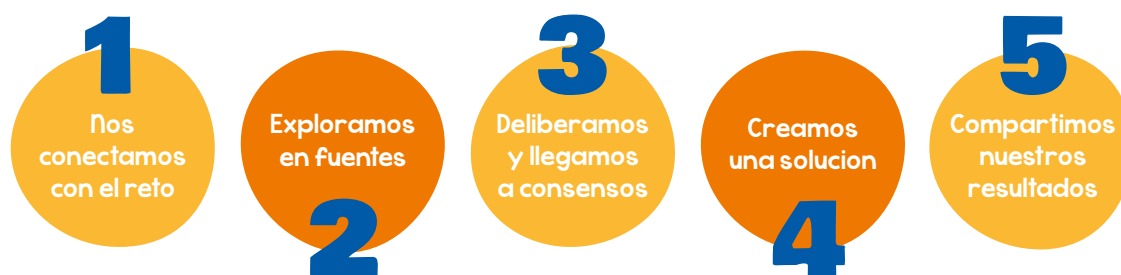 1
Nos
conectamos
con el reto
Exploramos
en fuentes
2
3
Deliberamos
y llegamos
a consensos
Creamos
una solucion
4
5
Compartimos
nuestros
resultados